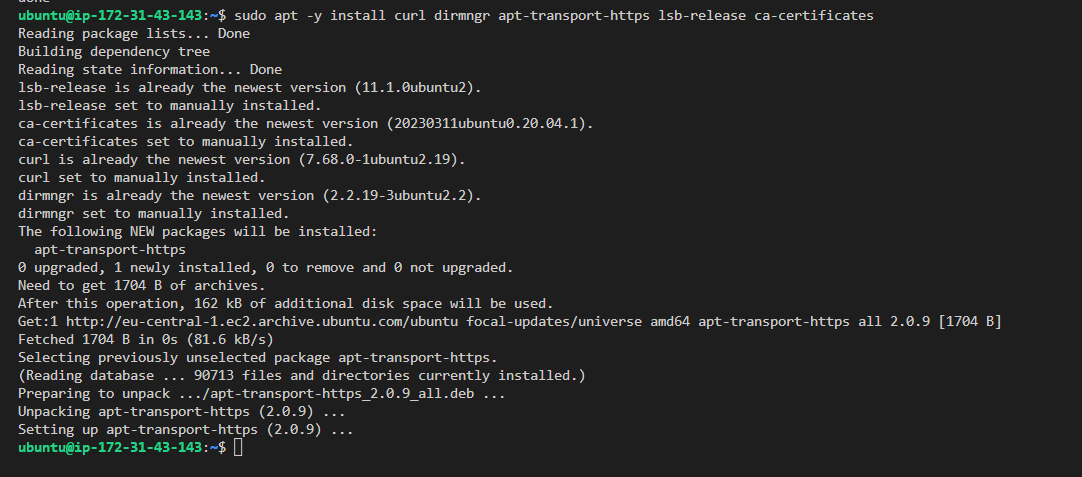 done
ubuntu@ip-172-31-43-143:~$ sudo apt -y install curl dirmngr apt-transport-https lsb-release ca-certificates
Reading package lists... Done
Building dependency tree
Reading state information... Done
lsb-release is already the newest version (11.1.0ubuntu2).
lsb-release set to manually installed.
ca-certificates is already the newest version (20230311ubuntu0.20.04.1).
ca-certificates set to manually installed.
curl is already the newest version (7.68.0-1ubuntu2.19).
curl set to manually installed.
dirmngr is already the newest version (2.2.19-3ubuntu2.2).
dirmngr set to manually installed.
The following NEW packages will be installed:
  apt-transport-https
0 upgraded, 1 newly installed, 0 to remove and 0 not upgraded.
Need to get 1704 B of archives.
After this operation, 162 kB of additional disk space will be used.
Get:1 http://eu-central-1.ec2.archive.ubuntu.com/ubuntu focal-updates/universe amd64 apt-transport-https all 2.0.9 [1704 B]
Fetched 1704 B in 0s (81.6 kB/s)
Selecting previously unselected package apt-transport-https.
(Reading database ... 90713 files and directories currently installed.)
Preparing to unpack .../apt-transport-https_2.0.9_all.deb ...
Unpacking apt-transport-https (2.0.9) ...
Setting up apt-transport-https (2.0.9) ...
ubuntu@ip-172-31-43-143:~$